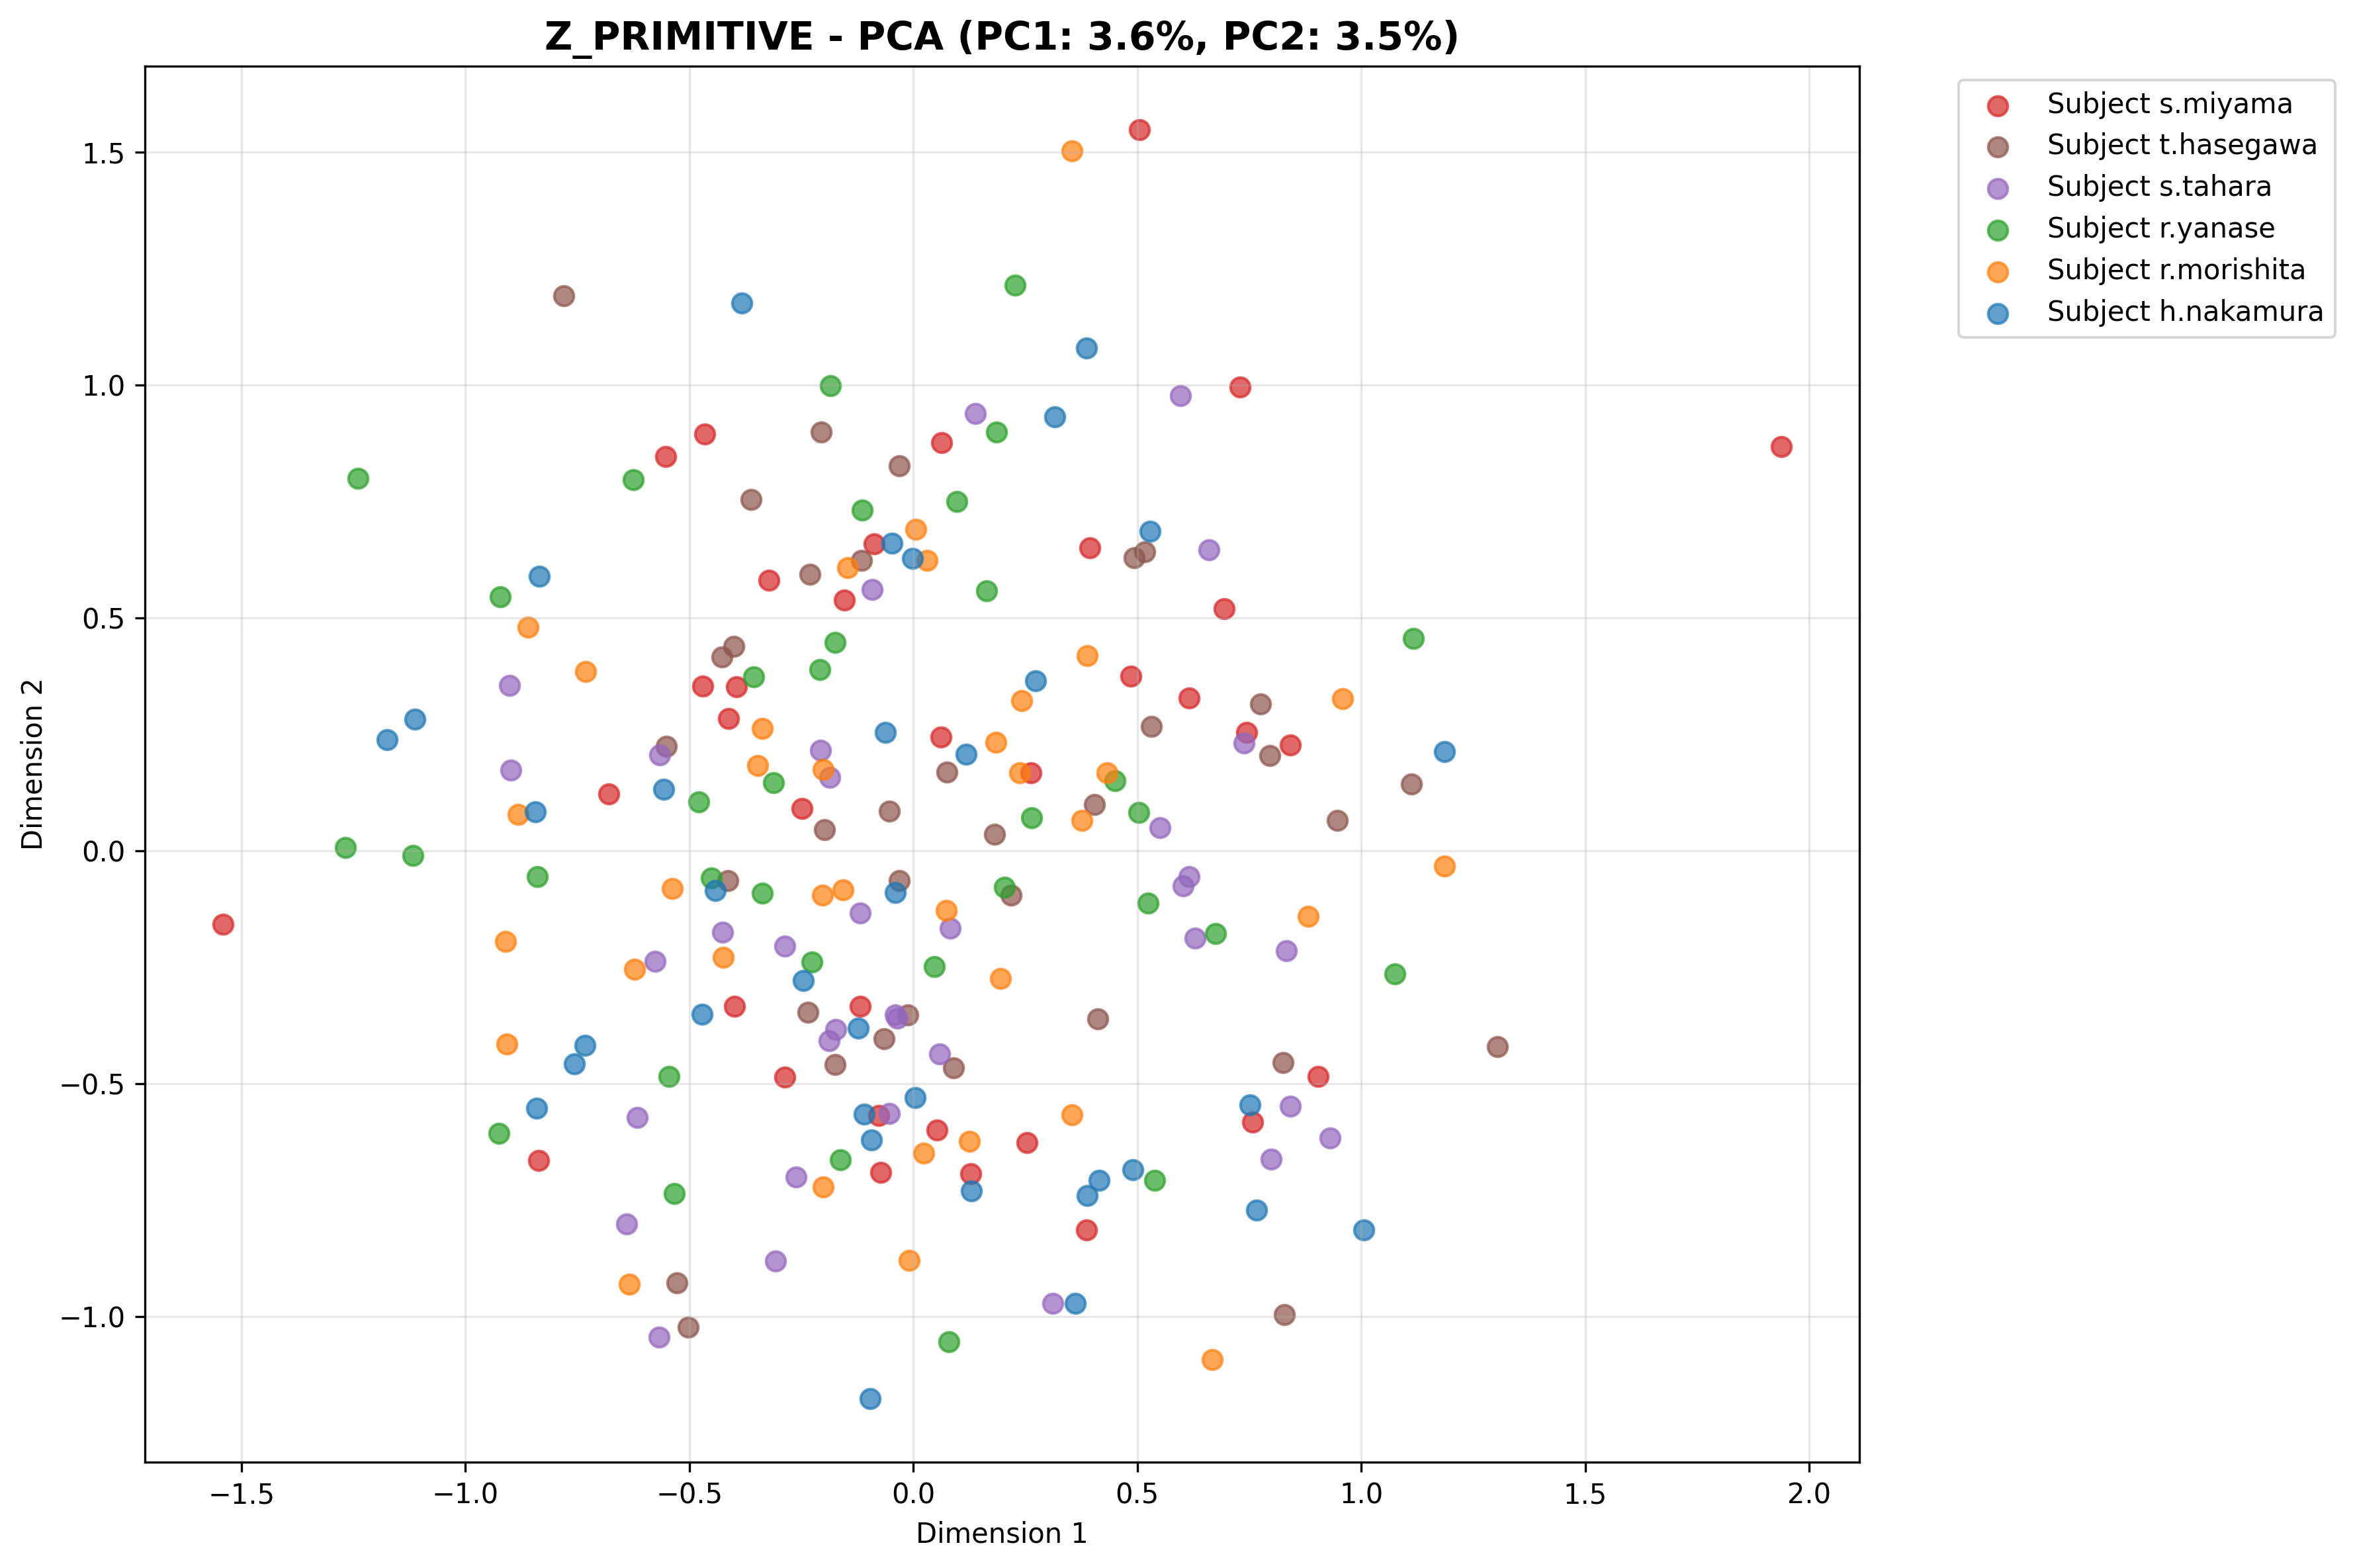 Z_PRIMITIVE - PCA (PC1: 3.6%, PC2: 3.5%)
Subject s.miyama
Subject t.hasegawa
Subject s.tahara
Subject r.yanase
Subject r.morishita
Subject h.nakamura
Dimension 2
1.5
1.0
0.5
0.0
−0.5
−1.0
−1.5 −1.0 −0.5 0.0 0.5 1.0 1.5 2.0
Dimension 1